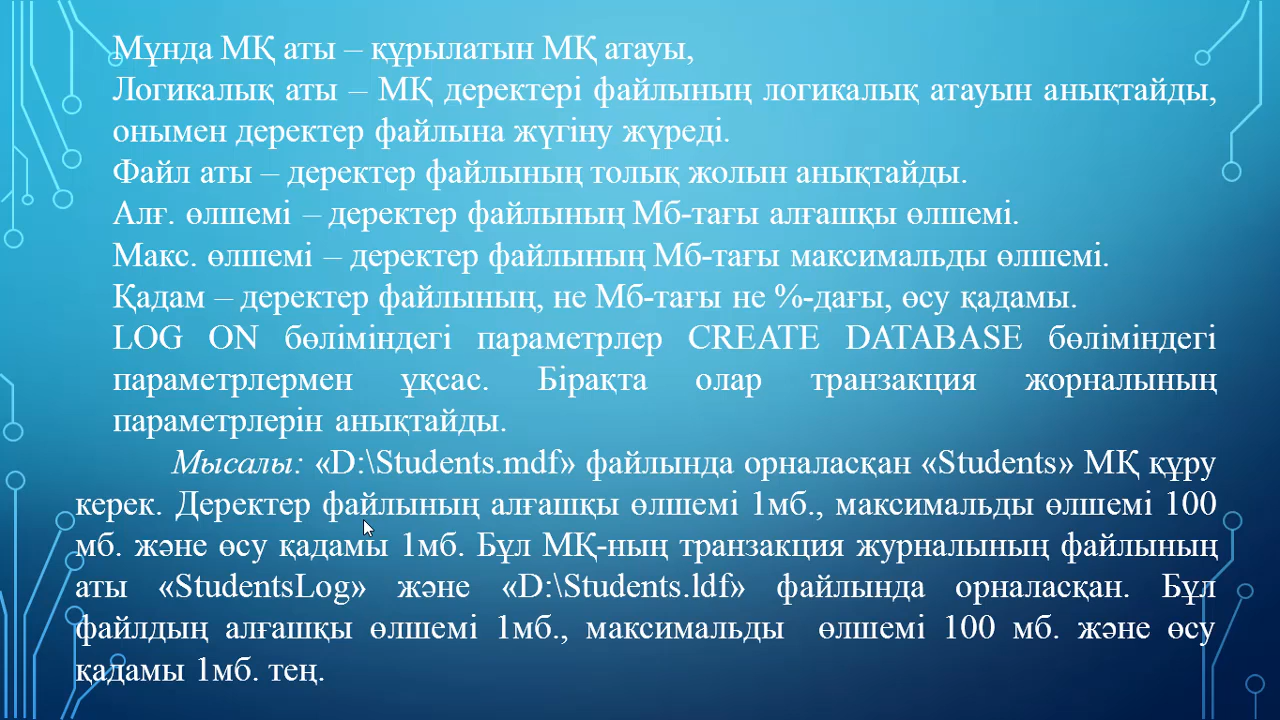 Мұнда МҚ аты – құрылатын МҚ атауы,
Логикалық аты – МҚ деректері файлының логикалық атауын анықтайды,
онымен деректер файлына жүгіну жүреді.
Файл аты – деректер файлының толық жолын анықтайды.
Алғ. өлшемі – деректер файлының Мб-тағы алғашқы өлшемі.
Макс. өлшемі – деректер файлының Мб-тағы максимальды өлшемі.
Қадам – деректер файлының, не Мб-тағы не %-дағы, өсу қадамы.
LOG ON бөліміндегі параметрлер CREATE DATABASE бөліміндегі
параметрлермен ұқсас. Бірақта олар транзакция жорналының
параметрлерін анықтайды.
Мысалы: «D:\Students.mdf» файлында орналасқан «Students» МҚ құру
керек. Деректер файлының алғашқы өлшемі 1мб., максимальды өлшемі 100
мб. және өсу қадамы 1мб. Бұл МҚ-ның транзакция журналының файлының
аты «StudentsLog» және «D:\Students.ldf» файлында орналасқан. Бұл
файлдың алғашқы өлшемі 1мб., максимальды өлшемі 100 мб. және өсу
қадамы 1мб. тең.